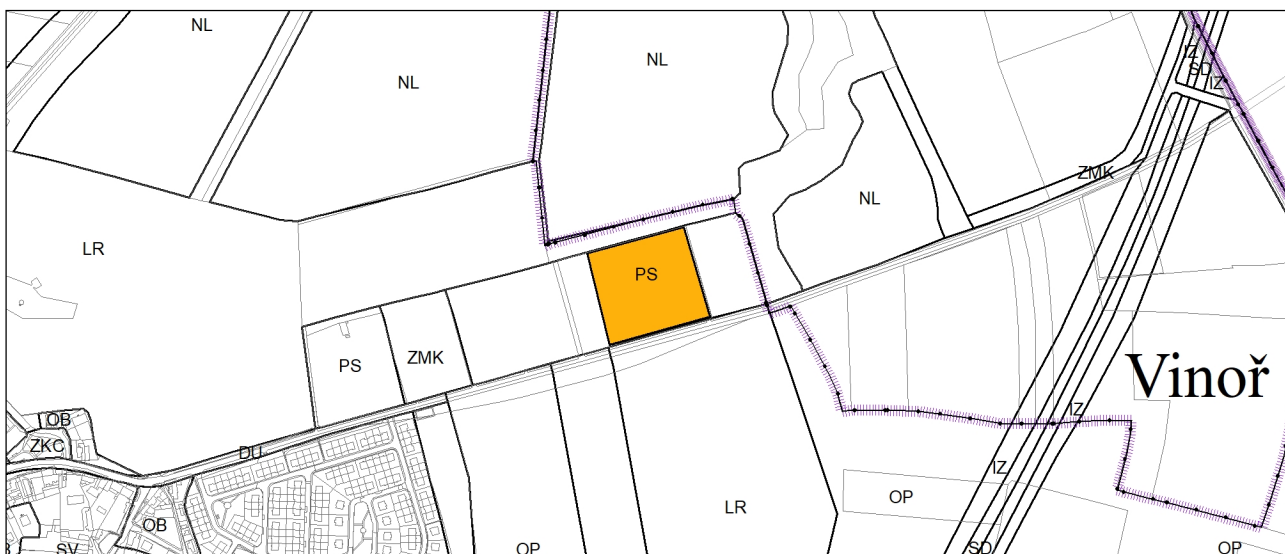 NL
NL
NL
IZ
SD
IZ
ZMK
NL
LR
PS
PS
ZMK
Vinoř
OB
ZKC
DU
IZ
IZ
OP
LR
OB
SV
OP
SD
OP